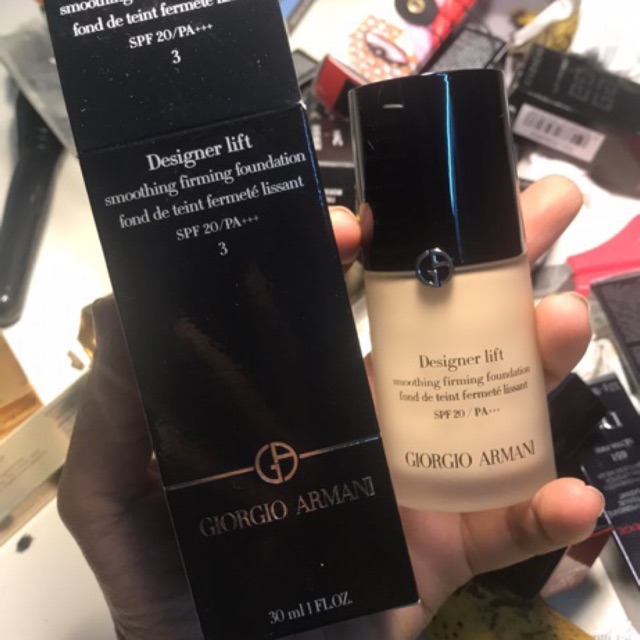 smoothing firming foundation
fond de teint fermeté lissant
SPF 20/PA+++
3
Designer lift
smoothing firming foundation
fond de teint fermeté lissant
SPF 20/PA+++
3
GIORGIO ARMANI
30 ml 1 FL.OZ.
Designer lift
smoothing firming foundation
fond de teint fermeté lissant
SPF 20 / PA+++
GIORGIO ARMANI